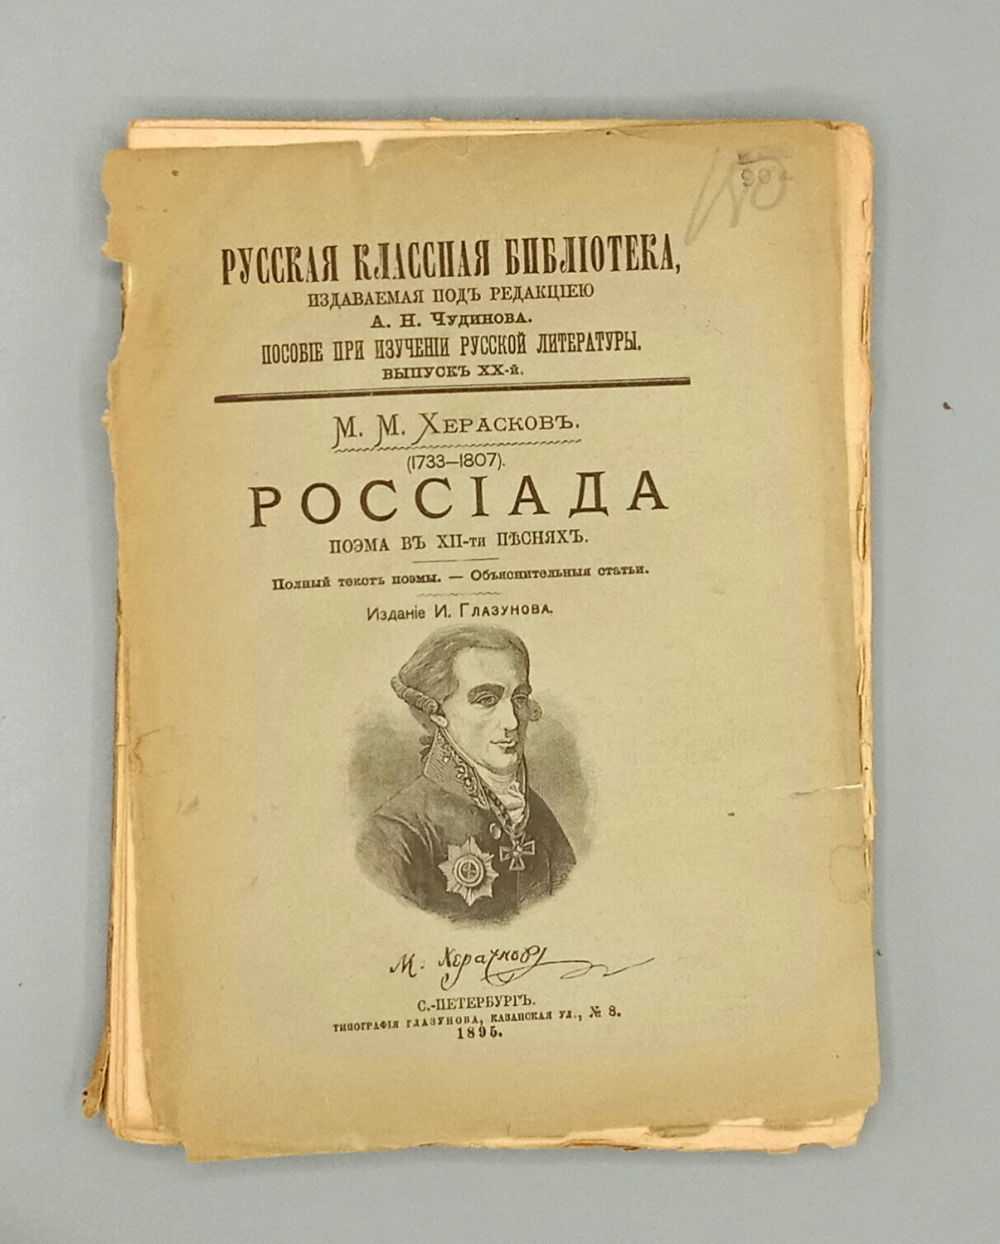 РУССКАЯ КЛАССНАЯ БИБЛІОТЕКА,
ИЗДАВАЕМАЯ ПОДЪ РЕДАКЦІЕЮ
А. Н. Чудинова.
ПОСОБІЕ ПРИ ИЗУЧЕНІИ РУССКОЙ ЛИТЕРАТУРЫ.
ВЫПУСКЪ XX-й.
М. М. ХЕРАСКОВЪ.
(1733—1807).
РОССІАДА
ПОЭМА ВЪ XII-ти ПѢСНЯХЪ.
Полный текстъ поэмы. — Объяснительныя статьи.
Изданіе И. ГЛАЗУНОВА.
М. Херасковъ
С.-ПЕТЕРБУРГЪ.
ТИПОГРАФІЯ ГЛАЗУНОВА, КАЗАНСКАЯ УЛ., № 8.
1895.